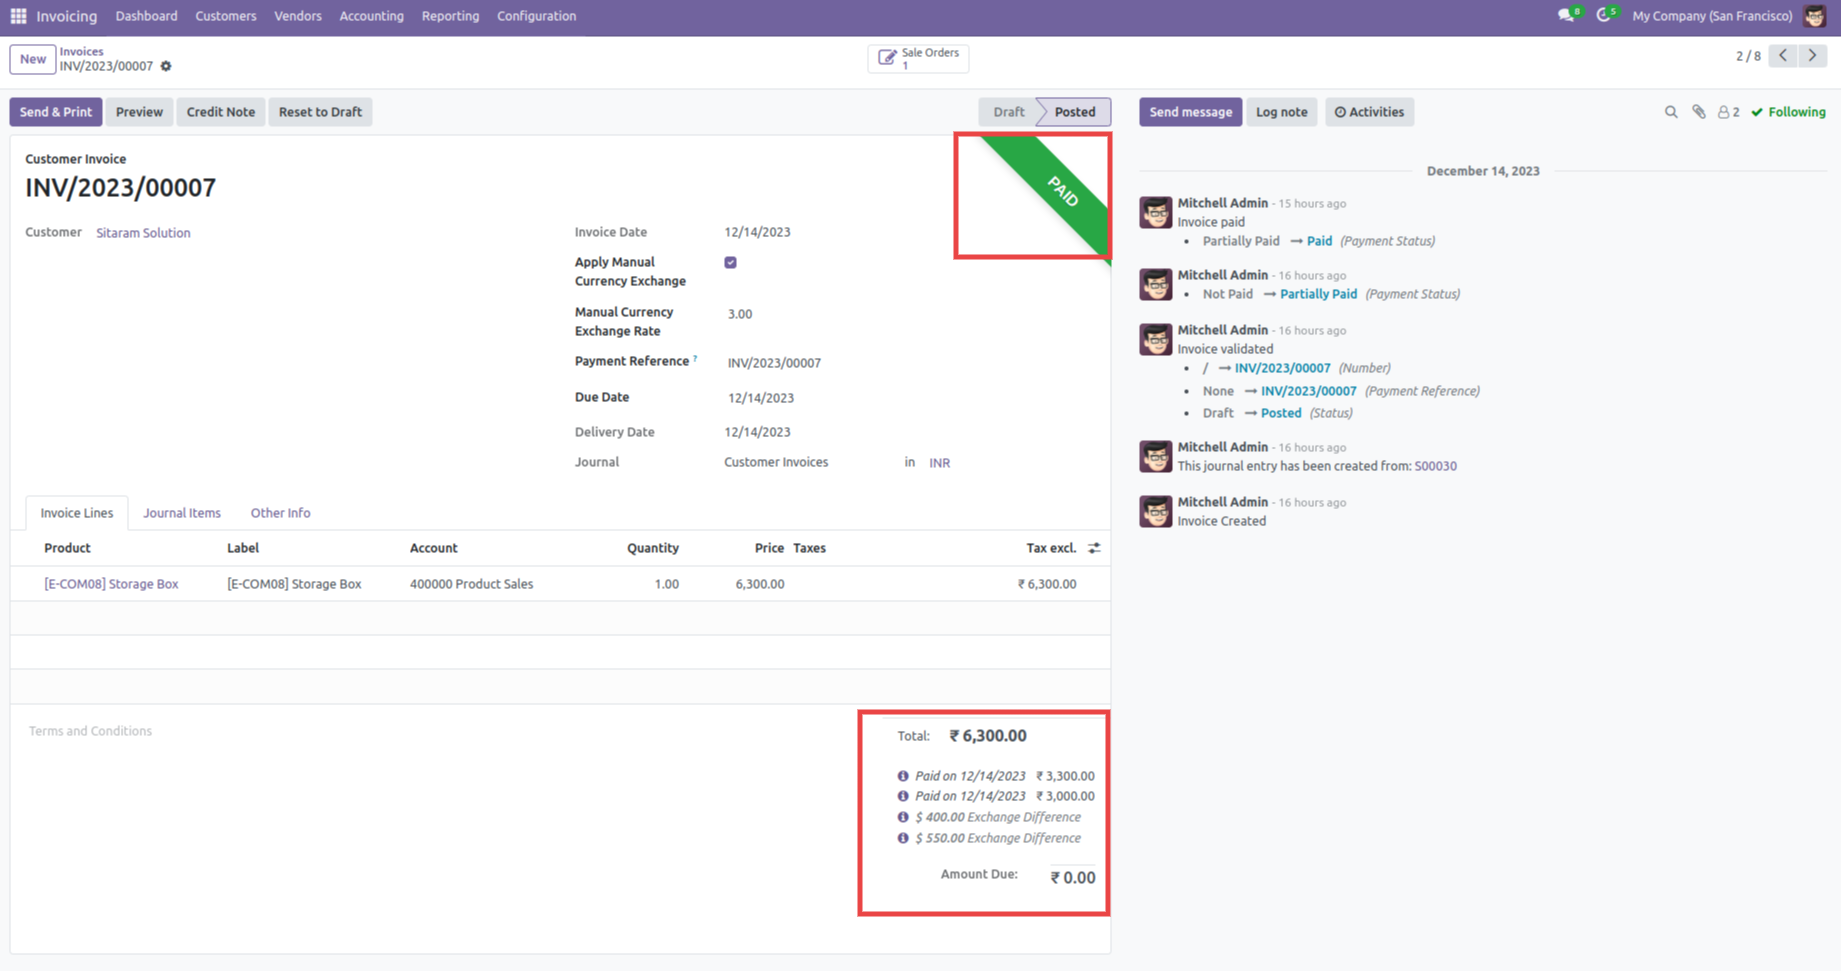 Invoicing Dashboard Customers Vendors Accounting Reporting Configuration 8 5 My Company (San Francisco)
New Invoices
INV/2023/00007
Sale Orders
1
2 / 8
Send & Print Preview Credit Note Reset to Draft Draft Posted
Send message Log note Activities 2 Following
Customer Invoice
INV/2023/00007
PAID
Customer Sitaram Solution
Invoice Date 12/14/2023
Apply Manual
Currency Exchange
Manual Currency
Exchange Rate 3.00
Payment Reference ? INV/2023/00007
Due Date 12/14/2023
Delivery Date 12/14/2023
Journal Customer Invoices in INR
Invoice Lines Journal Items Other Info
Product Label Account Quantity Price Taxes Tax excl.
[E-COM08] Storage Box [E-COM08] Storage Box 400000 Product Sales 1.00 6,300.00 ₹ 6,300.00
Terms and Conditions
Total: ₹ 6,300.00
Paid on 12/14/2023 ₹ 3,300.00
Paid on 12/14/2023 ₹ 3,000.00
$ 400.00 Exchange Difference
$ 550.00 Exchange Difference
Amount Due: ₹ 0.00
December 14, 2023
Mitchell Admin - 15 hours ago
Invoice paid
• Partially Paid → Paid (Payment Status)
Mitchell Admin - 16 hours ago
• Not Paid → Partially Paid (Payment Status)
Mitchell Admin - 16 hours ago
Invoice validated
• / → INV/2023/00007 (Number)
• None → INV/2023/00007 (Payment Reference)
• Draft → Posted (Status)
Mitchell Admin - 16 hours ago
This journal entry has been created from: S00030
Mitchell Admin - 16 hours ago
Invoice Created